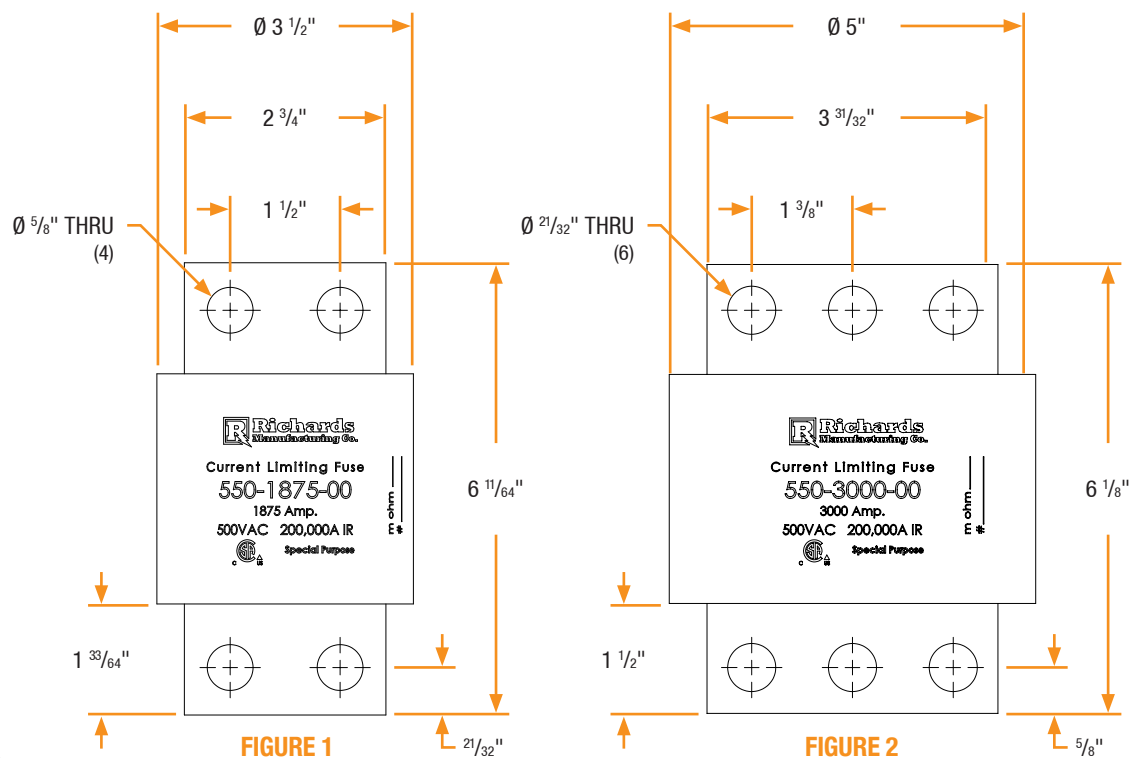 Ø 3 1/2"
2 3/4"
1 1/2"
Ø 5/8" THRU
(4)
R Richards
Manufacturing Co.
Current Limiting Fuse
550-1875-00
1875 Amp.
500VAC 200,000A IR
C US
Special Purpose
m ohm
#
6 11/64"
1 33/64"
21/32"
FIGURE 1
Ø 5"
3 31/32"
1 3/8"
Ø 21/32" THRU
(6)
R Richards
Manufacturing Co.
Current Limiting Fuse
550-3000-00
3000 Amp.
500VAC 200,000A IR
C US
Special Purpose
m ohm
#
6 1/8"
1 1/2"
5/8"
FIGURE 2